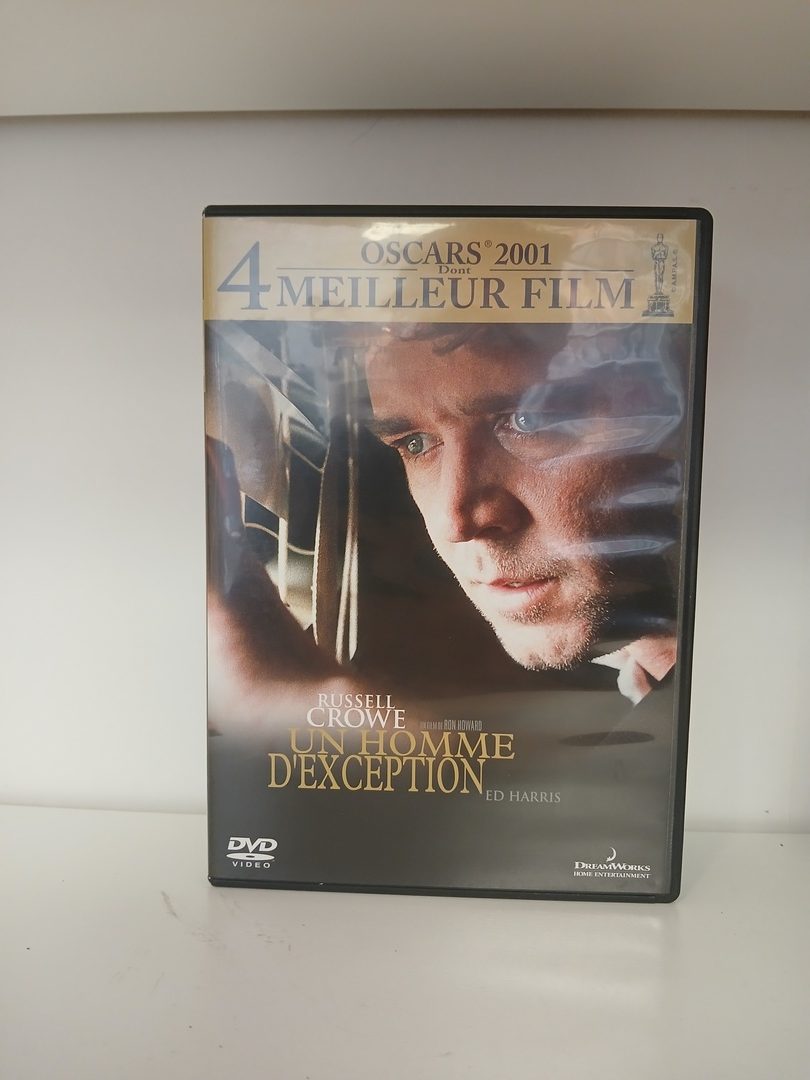 OSCARS® 2001
4
Dont
MEILLEUR FILM
©A.M.P.A.S.®
RUSSELL
CROWE
UN FILM DE RON HOWARD
UN HOMME
D'EXCEPTION
ED HARRIS
DVD
VIDEO
DREAMWORKS
HOME ENTERTAINMENT